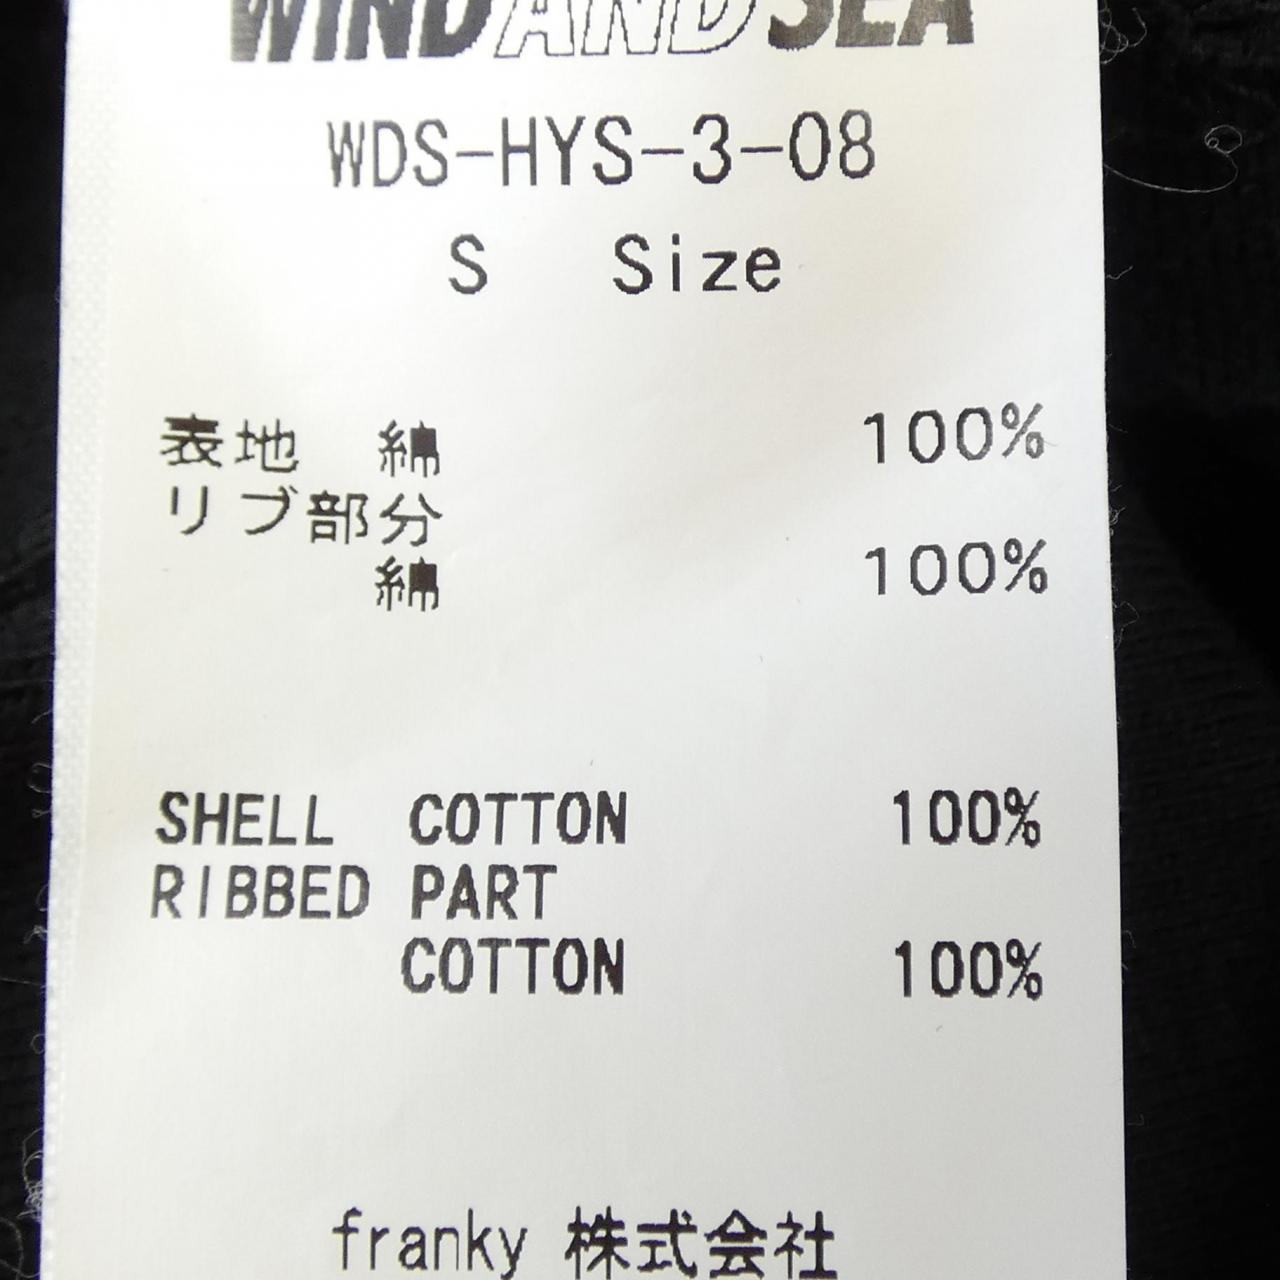 WIND AND SEA
WDS-HYS-3-08
S Size
表地 綿 100%
リブ部分
綿 100%
SHELL COTTON 100%
RIBBED PART
COTTON 100%
franky 株式会社